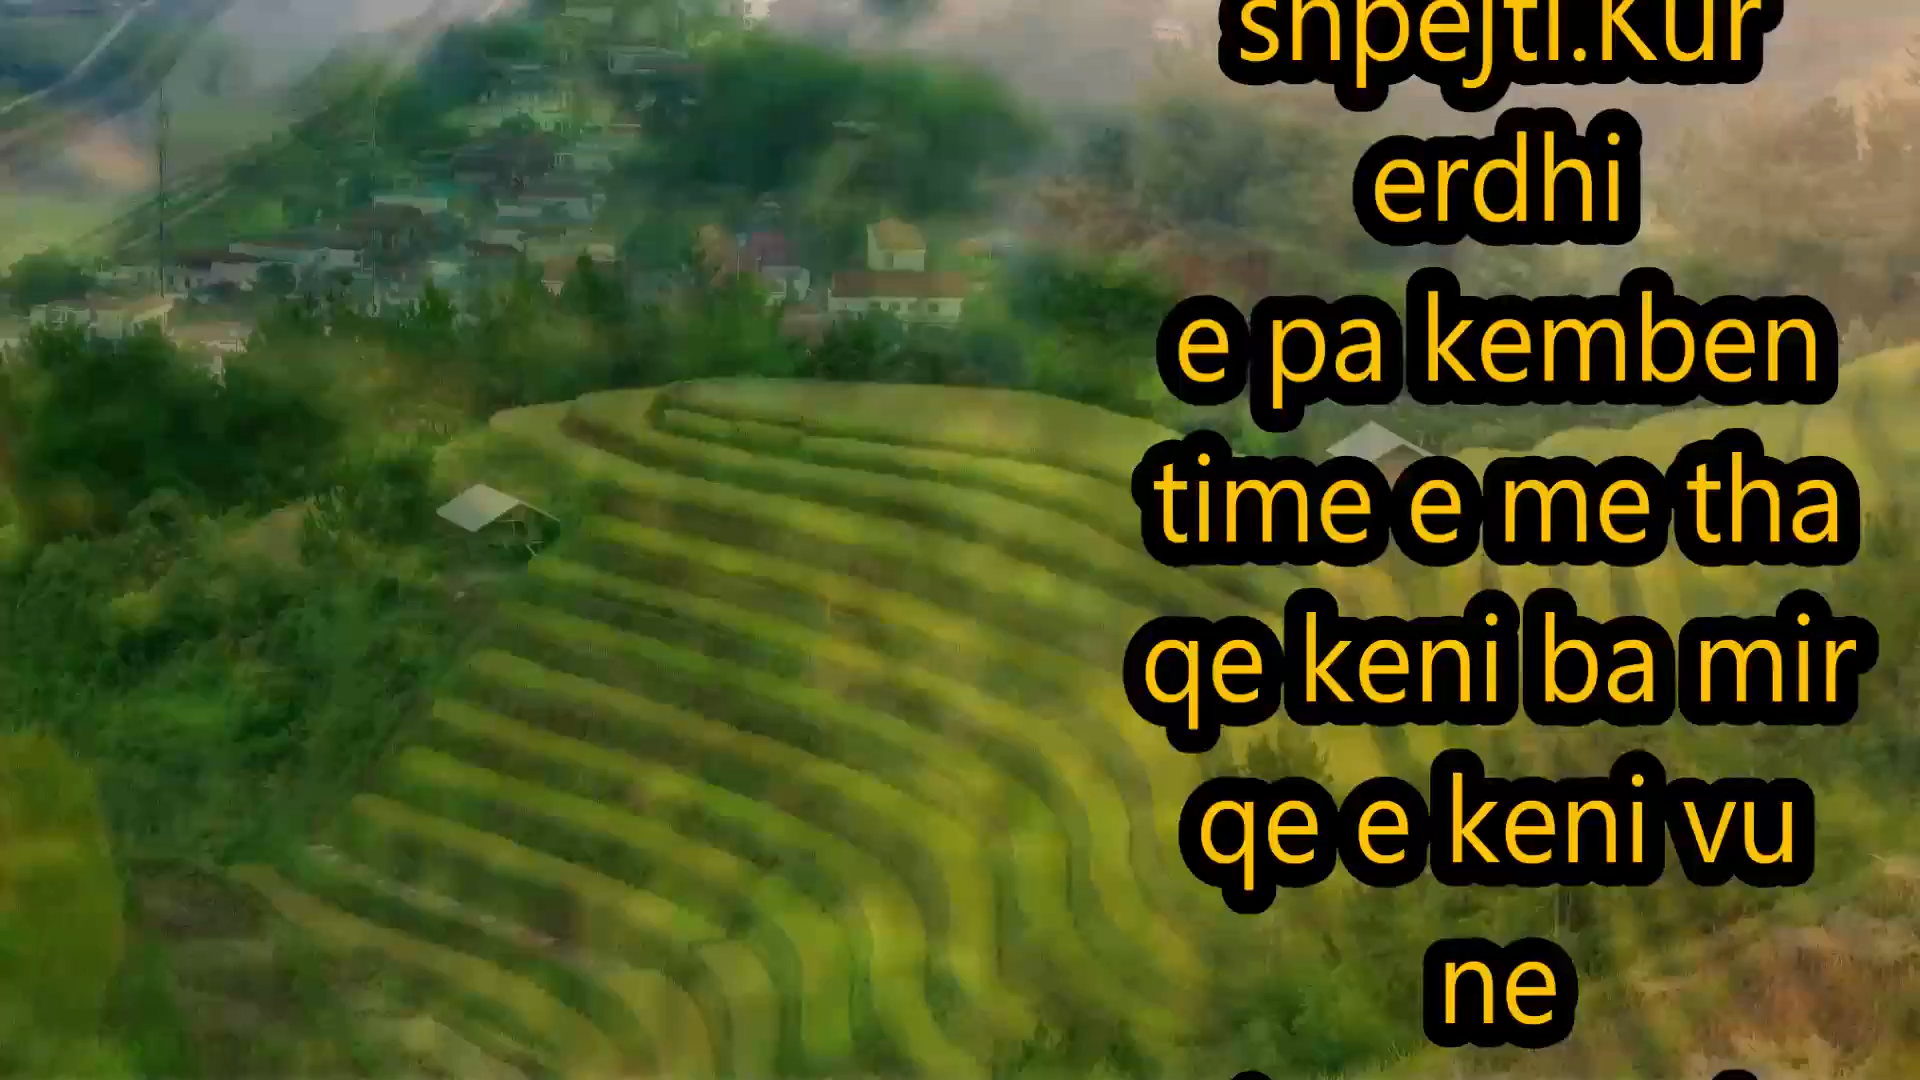 shpejti.Kur
erdhi
e pa kemben
time e me tha
qe keni ba mir
qe e keni vu
ne